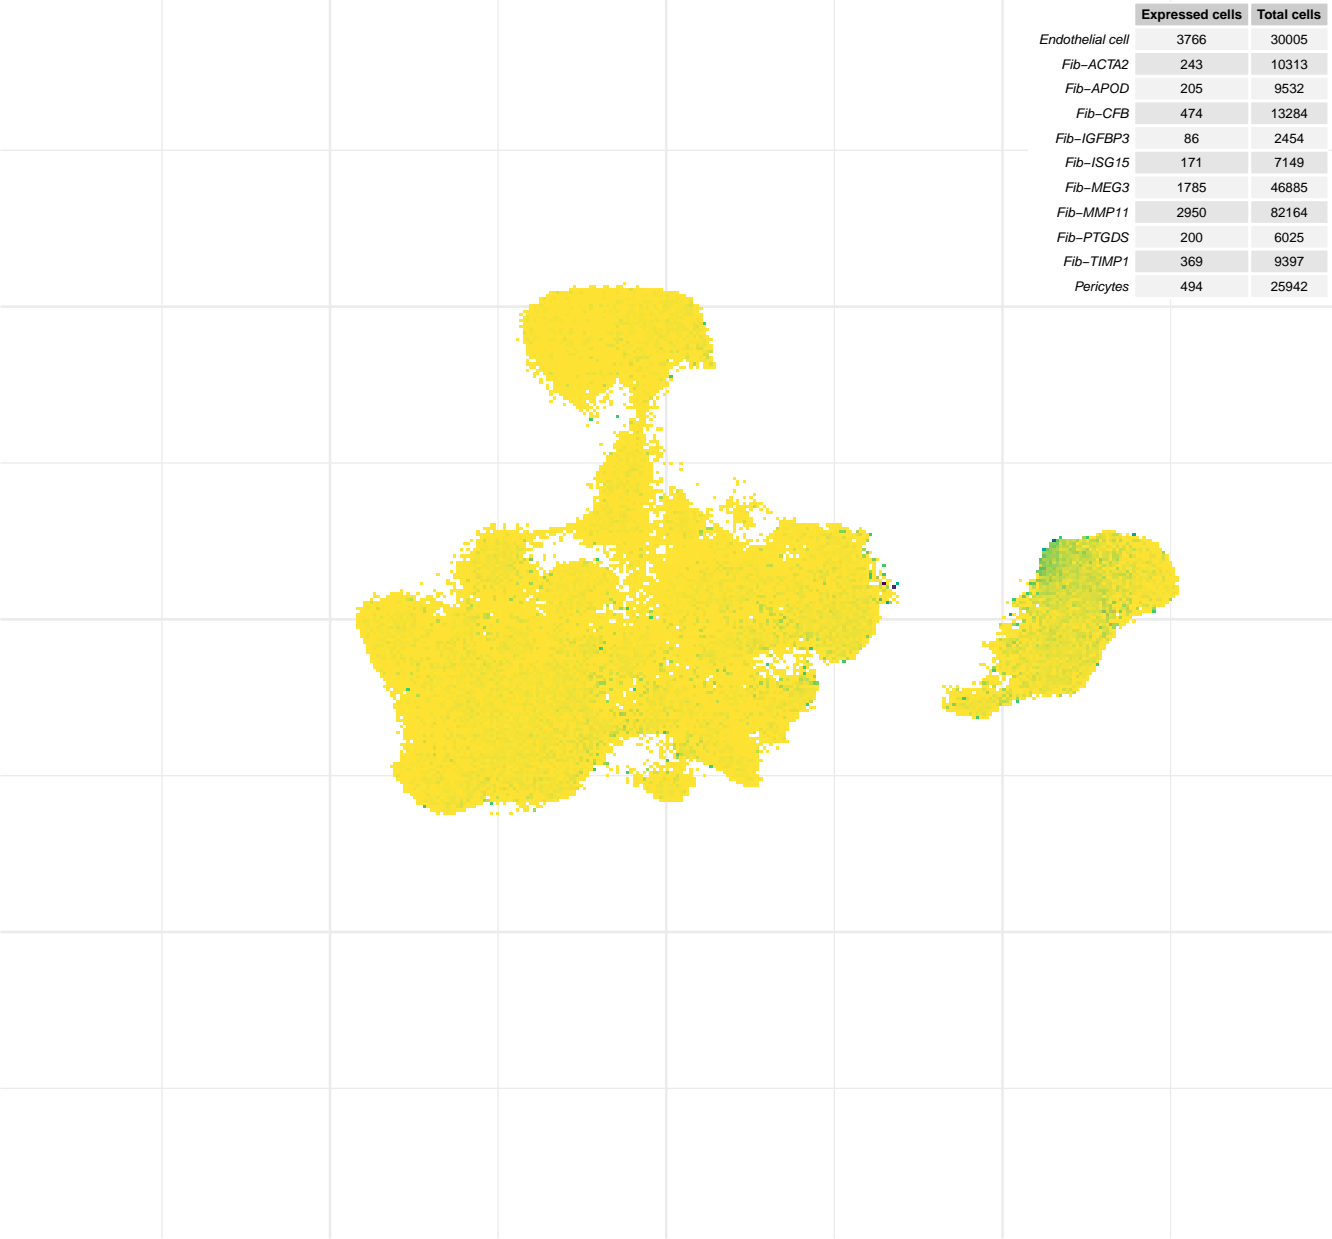 Expressed cells Total cells
Endothelial cell 3766 30005
Fib−ACTA2 243 10313
Fib−APOD 205 9532
Fib−CFB 474 13284
Fib−IGFBP3 86 2454
Fib−ISG15 171 7149
Fib−MEG3 1785 46885
Fib−MMP11 2950 82164
Fib−PTGDS 200 6025
Fib−TIMP1 369 9397
Pericytes 494 25942